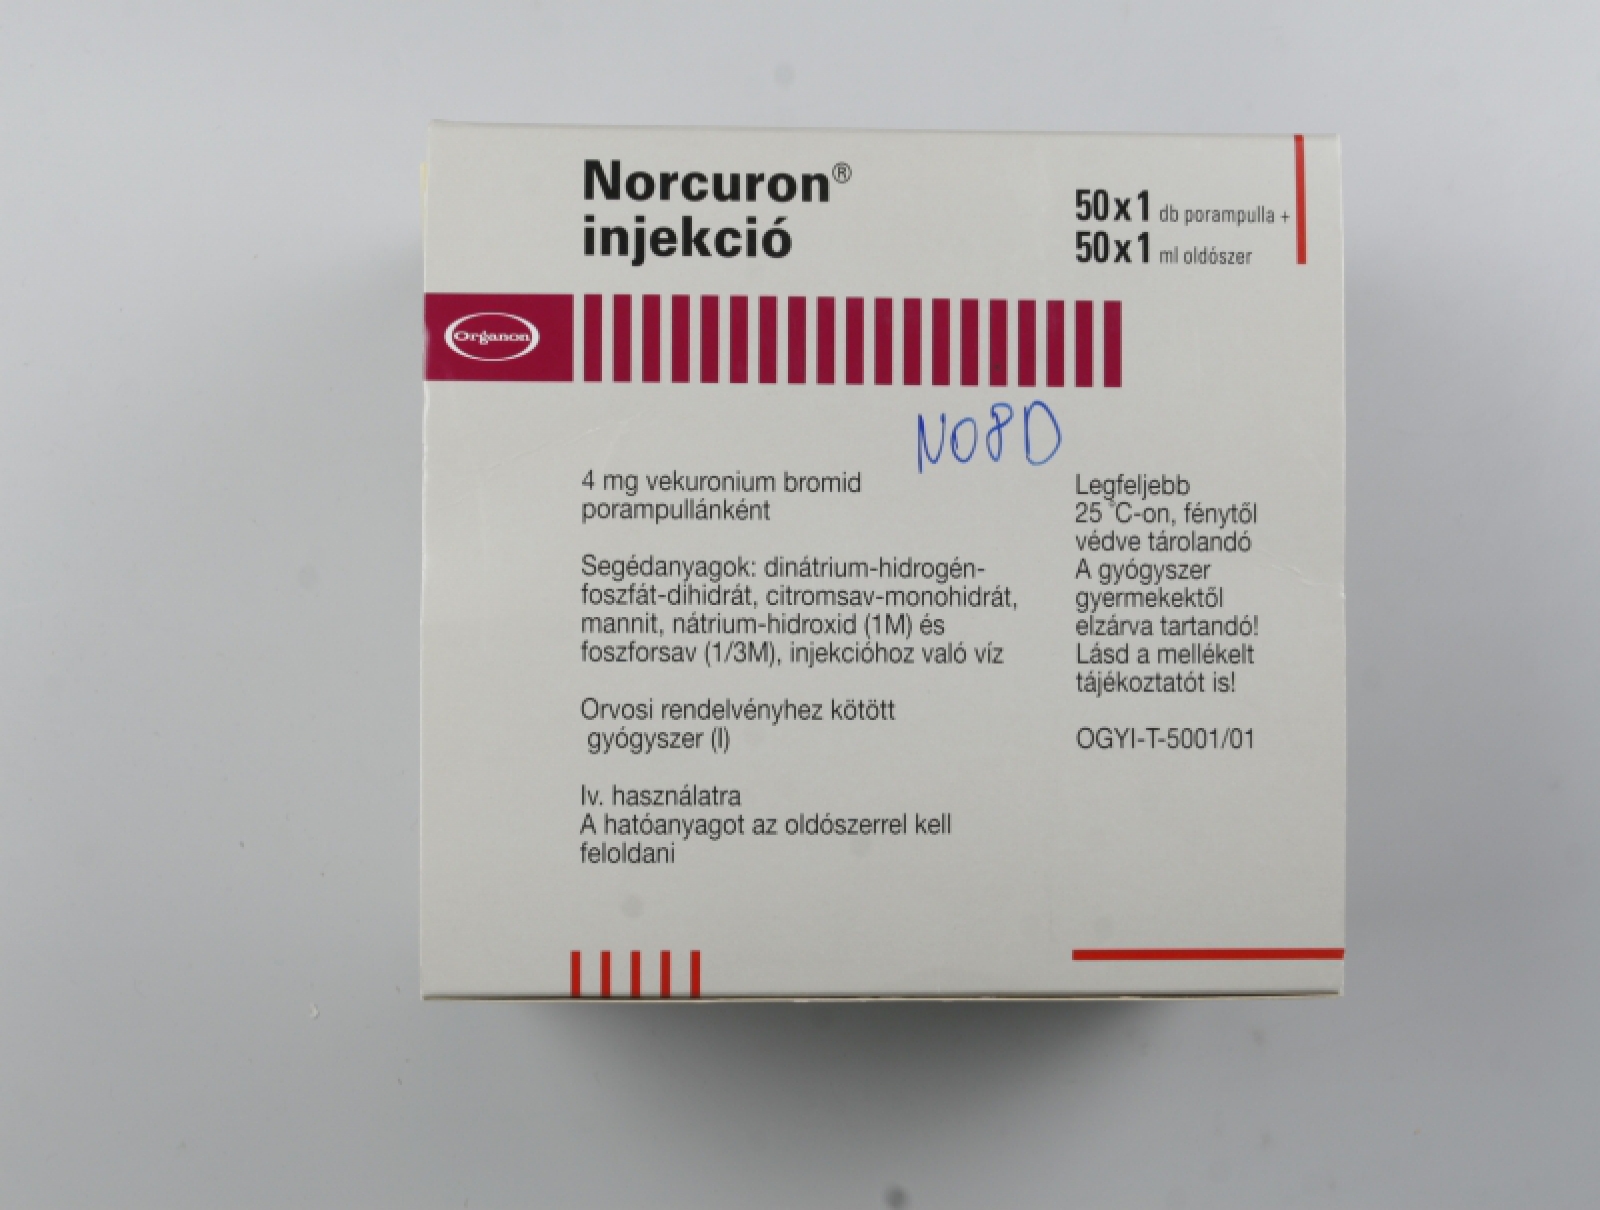 Norcuron®
injekció
50x1 db porampulla +
50x1 ml oldószer
Organon
NO8D
4 mg vekuronium bromid
porampullánként
Segédanyagok: dinátrium-hidrogén-
foszfát-dihidrát, citromsav-monohidrát,
mannit, nátrium-hidroxid (1M) és
foszforsav (1/3M), injekcióhoz való víz
Orvosi rendelvényhez kötött
gyógyszer (I)
Iv. használatra
A hatóanyagot az oldószerrel kell
feloldani
Legfeljebb
25 °C-on, fénytől
védve tárolandó
A gyógyszer
gyermekektől
elzárva tartandó!
Lásd a mellékelt
tájékoztatót is!
OGYI-T-5001/01